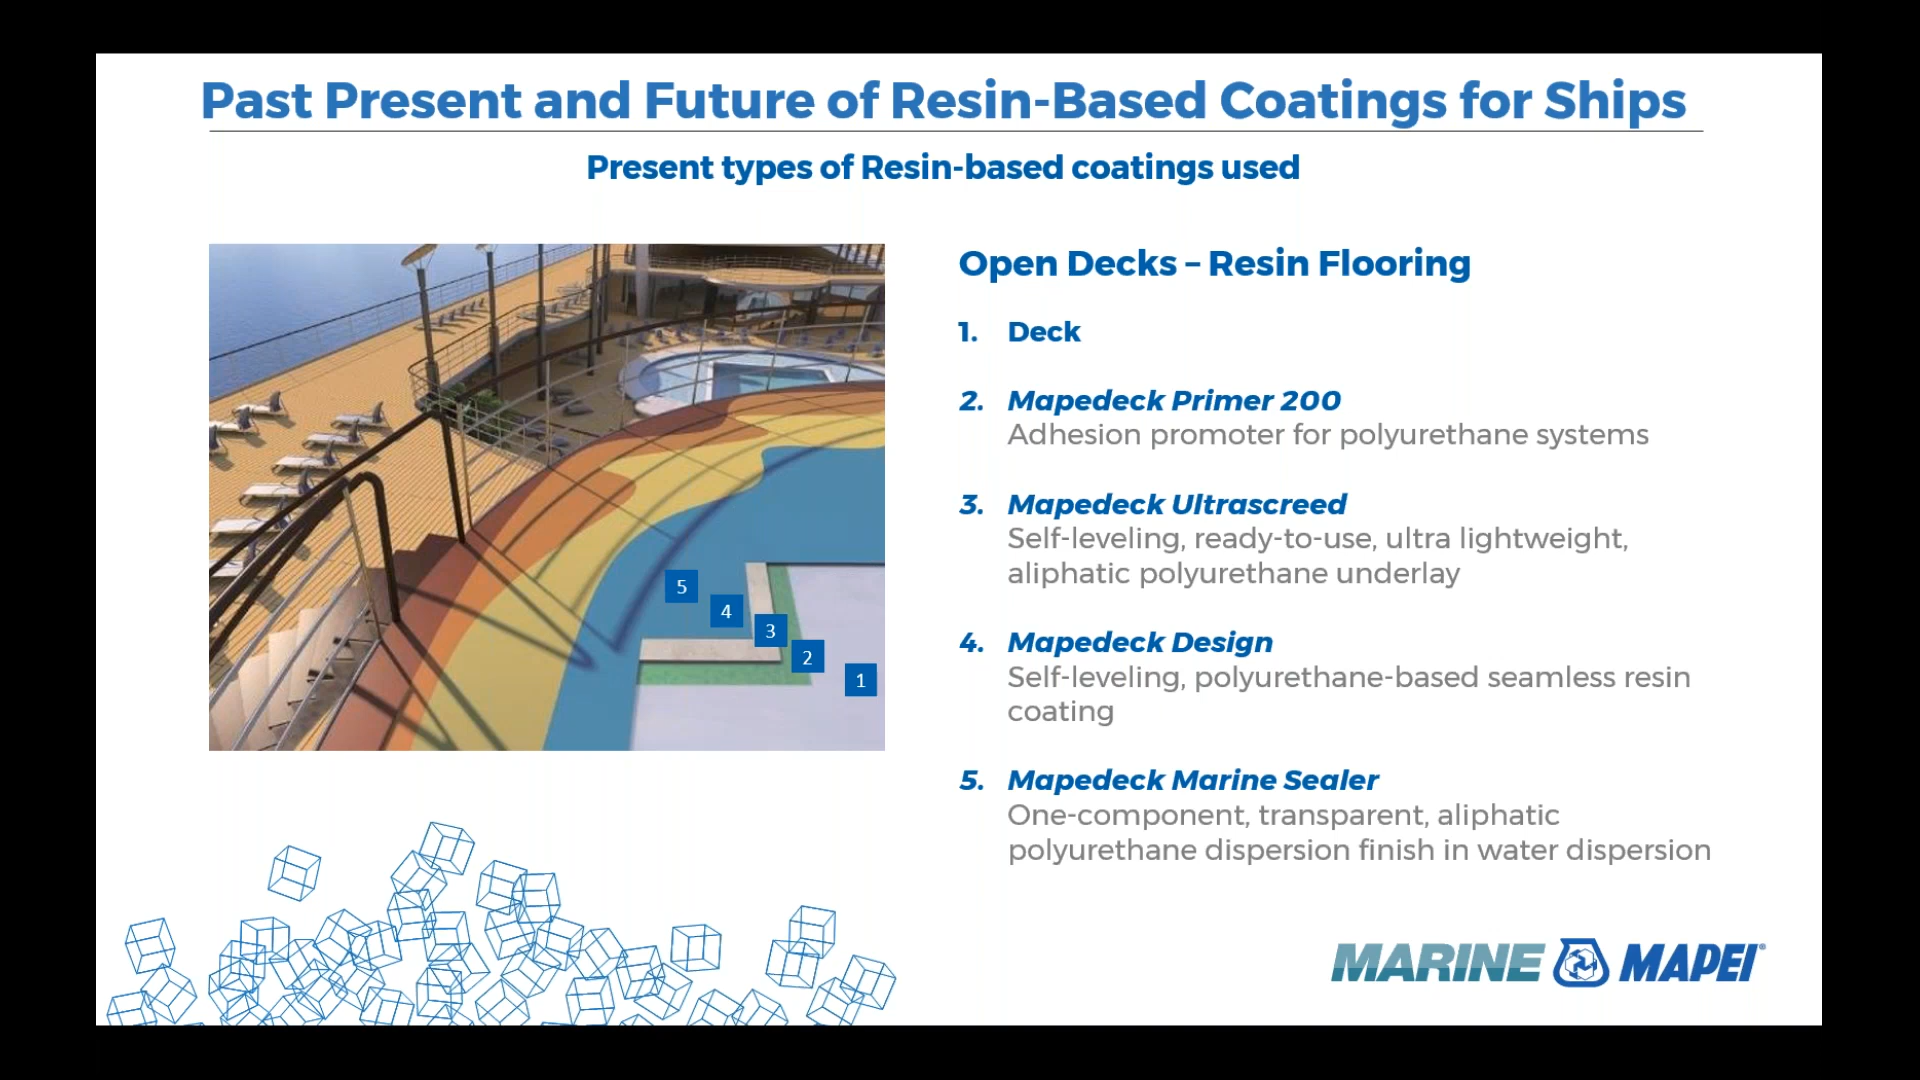 Past Present and Future of Resin-Based Coatings for Ships
Present types of Resin-based coatings used
Open Decks – Resin Flooring
1. Deck
2. Mapedeck Primer 200
Adhesion promoter for polyurethane systems
3. Mapedeck Ultrascreed
Self-leveling, ready-to-use, ultra lightweight,
aliphatic polyurethane underlay
4. Mapedeck Design
Self-leveling, polyurethane-based seamless resin
coating
5. Mapedeck Marine Sealer
One-component, transparent, aliphatic
polyurethane dispersion finish in water dispersion
5
4
3
2
1
MARINE MAPEI®